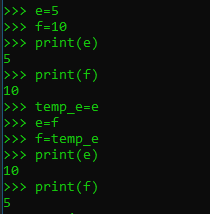 >>> e=5
>>> f=10
>>> print(e)
5
>>> print(f)
10
>>> temp_e=e
>>> e=f
>>> f=temp_e
>>> print(e)
10
>>> print(f)
5